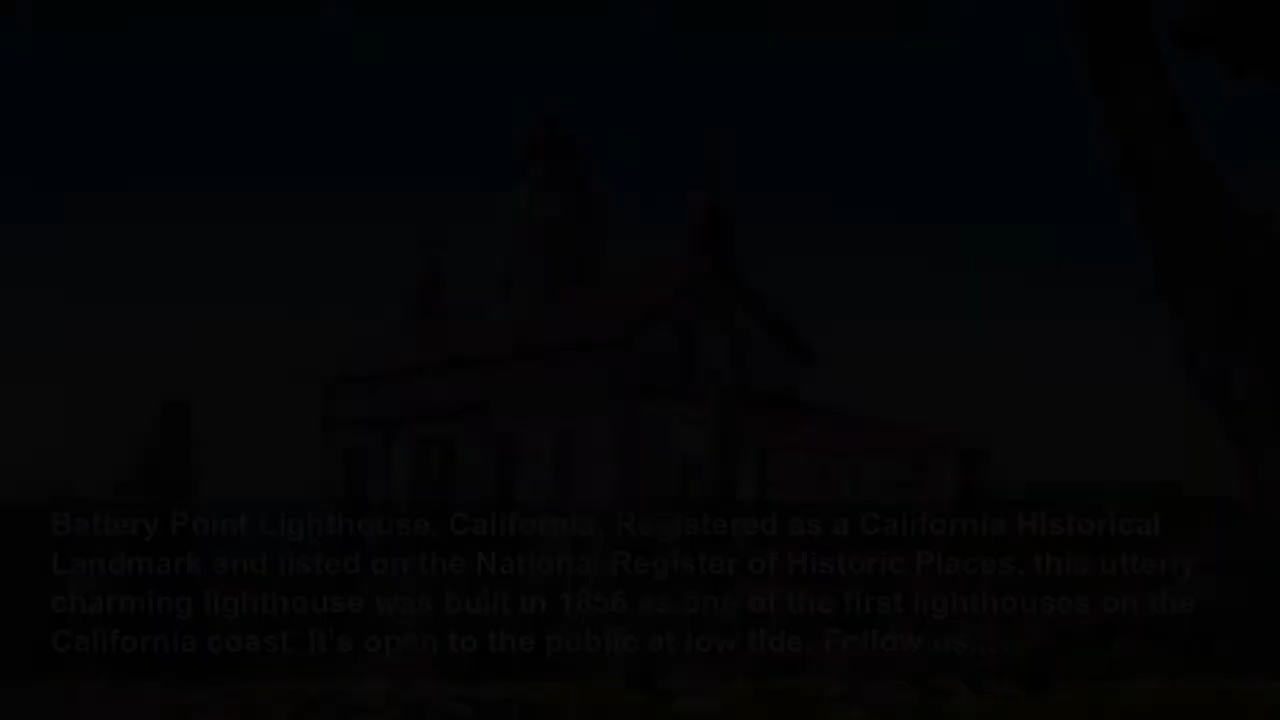 Battery Point Lighthouse, California, Registered as a California Historical
Landmark and listed on the National Register of Historic Places, this utterly
charming lighthouse was built in 1856 as one of the first lighthouses on the
California coast. It's open to the public at low tide. Follow us...